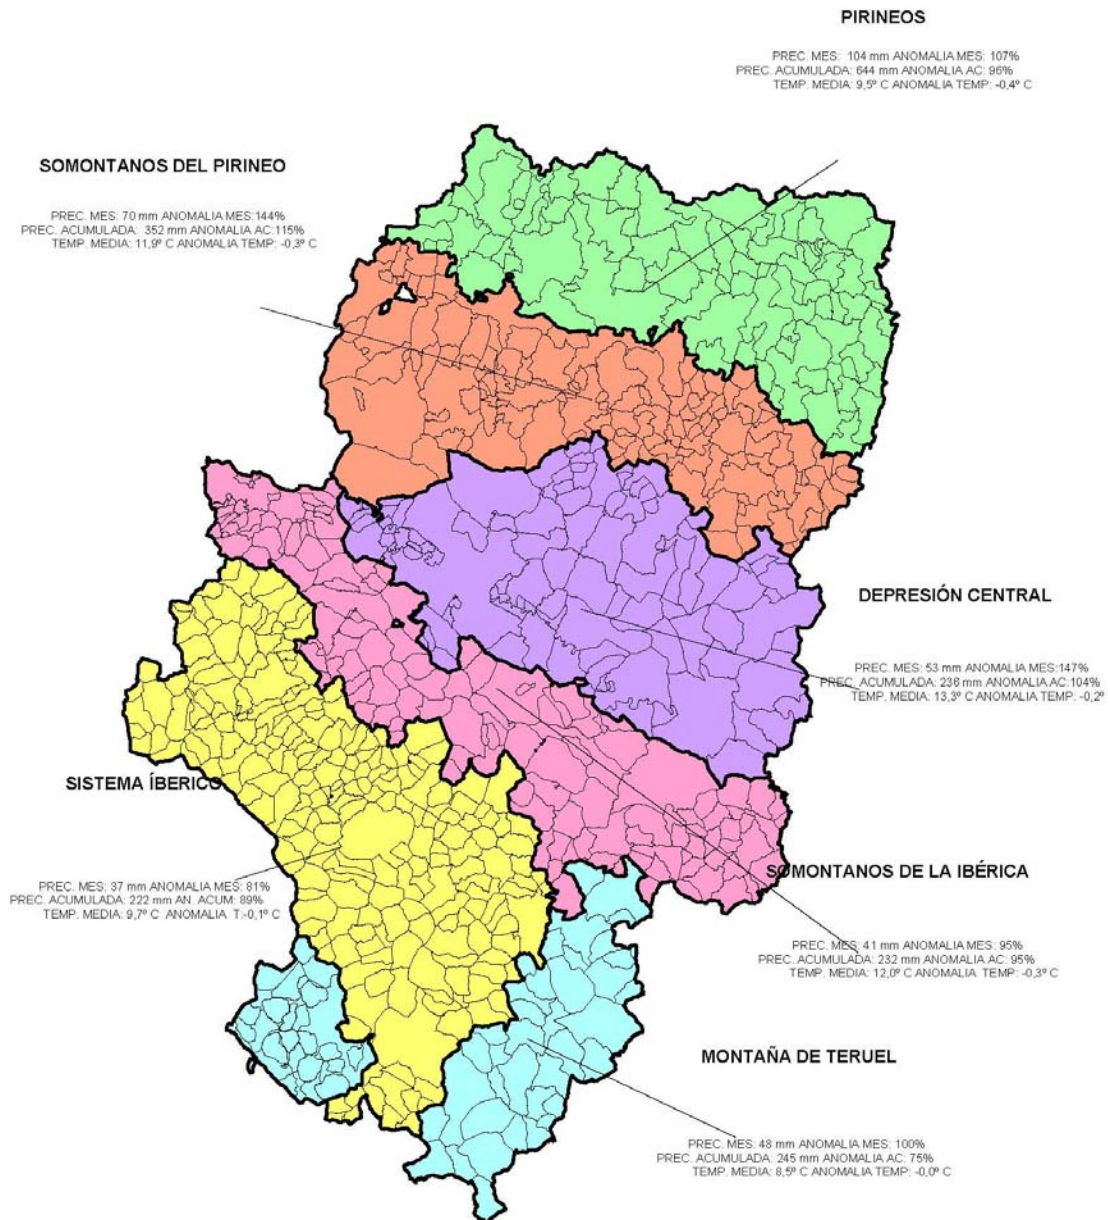 PIRINEOS
PREC. MES: 104 mm ANOMALIA MES: 107%
PREC. ACUMULADA: 644 mm ANOMALIA AC: 96%
TEMP. MEDIA: 9,5º C ANOMALIA TEMP: -0,4º C
SOMONTANOS DEL PIRINEO
PREC. MES: 70 mm ANOMALIA MES:144%
PREC. ACUMULADA: 352 mm ANOMALIA AC:115%
TEMP. MEDIA: 11,9º C ANOMALIA TEMP: -0,3º C
DEPRESIÓN CENTRAL
PREC. MES: 53 mm ANOMALIA MES:147%
PREC. ACUMULADA: 236 mm ANOMALIA AC:104%
TEMP. MEDIA: 13,3º C ANOMALIA TEMP: -0,2º
SISTEMA ÍBERICO
PREC. MES: 37 mm ANOMALIA MES: 81%
PREC. ACUMULADA: 222 mm AN. ACUM: 89%
TEMP. MEDIA: 9,7º C ANOMALIA T:-0,1º C
SOMONTANOS DE LA IBÉRICA
PREC. MES: 41 mm ANOMALIA MES: 95%
PREC. ACUMULADA: 232 mm ANOMALIA AC: 95%
TEMP. MEDIA: 12,0º C ANOMALIA TEMP: -0,3º C
MONTAÑA DE TERUEL
PREC. MES: 48 mm ANOMALIA MES: 100%
PREC. ACUMULADA: 245 mm ANOMALIA AC: 75%
TEMP. MEDIA: 8,5º C ANOMALIA TEMP: -0,0º C